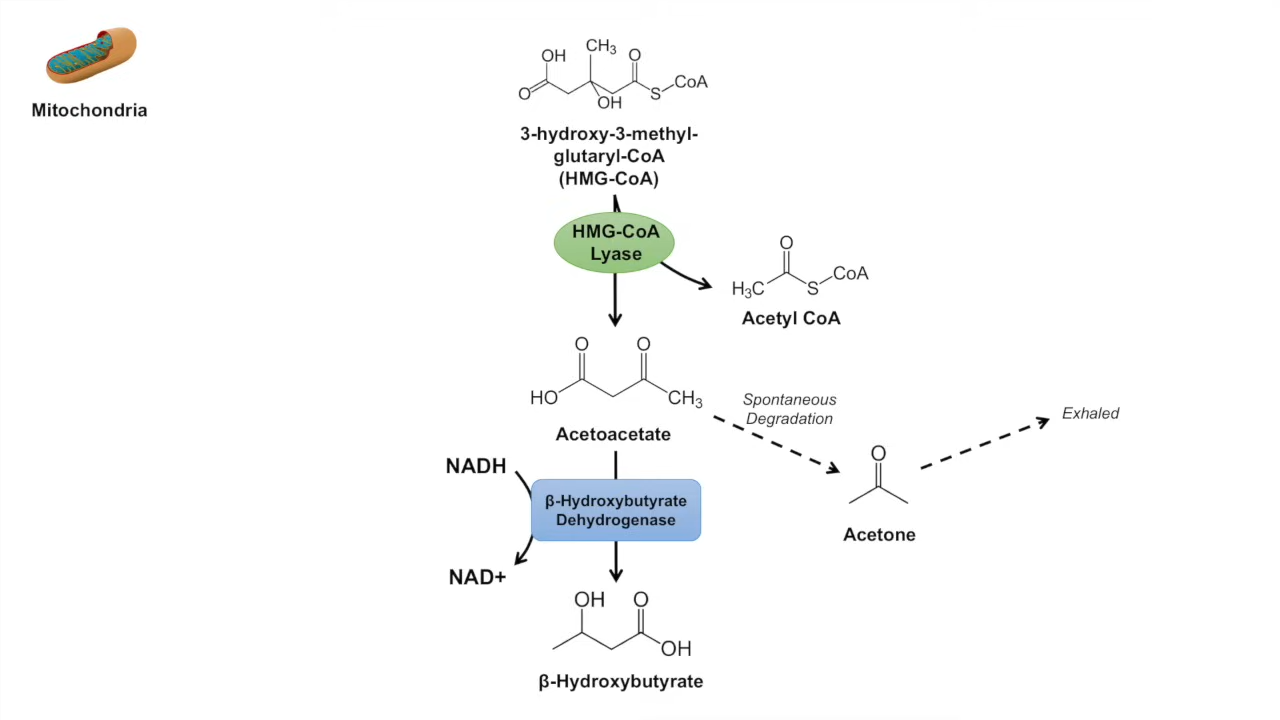 Mitochondria
OH
CH₃
O
O
OH
S
CoA
3-hydroxy-3-methyl-
glutaryl-CoA
(HMG-CoA)
HMG-CoA
Lyase
O
H₃C
S
CoA
Acetyl CoA
O
O
HO
CH₃
Acetoacetate
Spontaneous
Degradation
Exhaled
O
Acetone
NADH
β-Hydroxybutyrate
Dehydrogenase
NAD+
OH
O
OH
β-Hydroxybutyrate